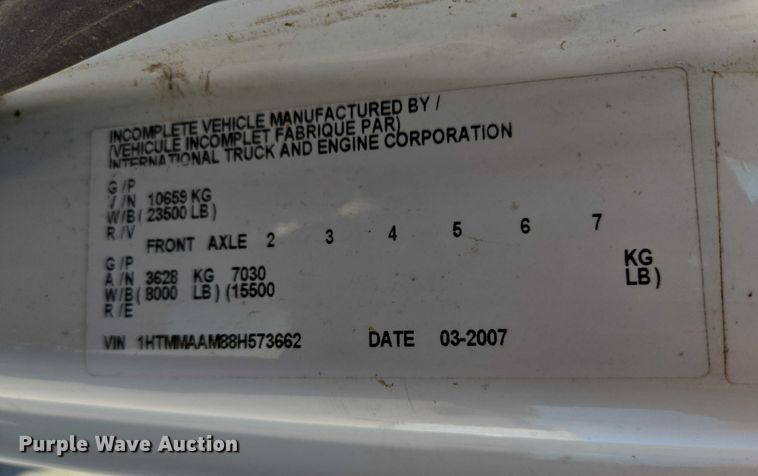 INCOMPLETE VEHICLE MANUFACTURED BY /
(VEHICULE INCOMPLET FABRIQUE PAR)
INTERNATIONAL TRUCK AND ENGINE CORPORATION
G /P
V /N 10659 KG
W/B ( 23500 LB )
R /V
FRONT AXLE 2 3 4 5 6 7
G /P
A /N 3628 KG 7030 KG
W/B ( 8000 LB ) (15500 LB )
R /E
VIN 1HTMMAAM88H573662 DATE 03-2007
Purple Wave Auction